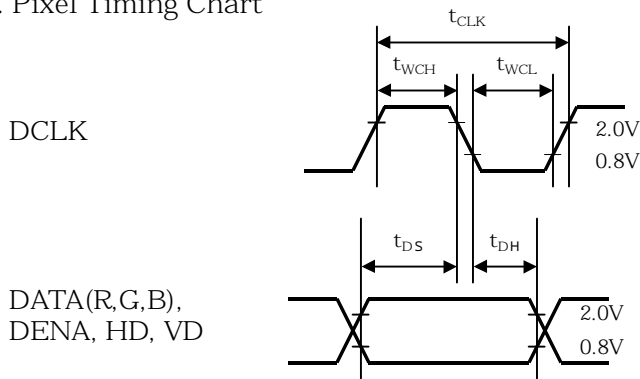 . Pixel Timing Chart
tCLK
tWCH
tWCL
DCLK
2.0V
0.8V
tDS
tDH
DATA(R,G,B),
DENA, HD, VD
2.0V
0.8V